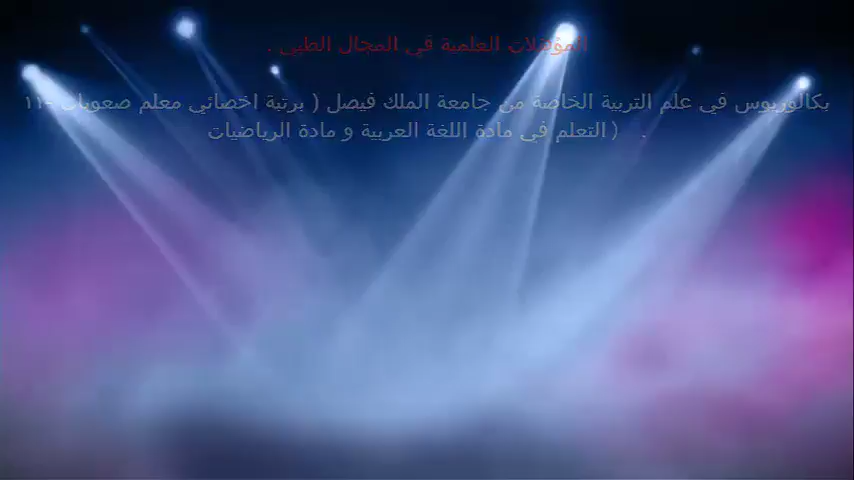 المؤهلات العلمية في المجال الطبي .
١١- بكالوريوس في علم التربية الخاصة من جامعة الملك فيصل ( برتبة اخصائي معلم صعوبات
التعلم في مادة اللغة العربية و مادة الرياضيات ) .